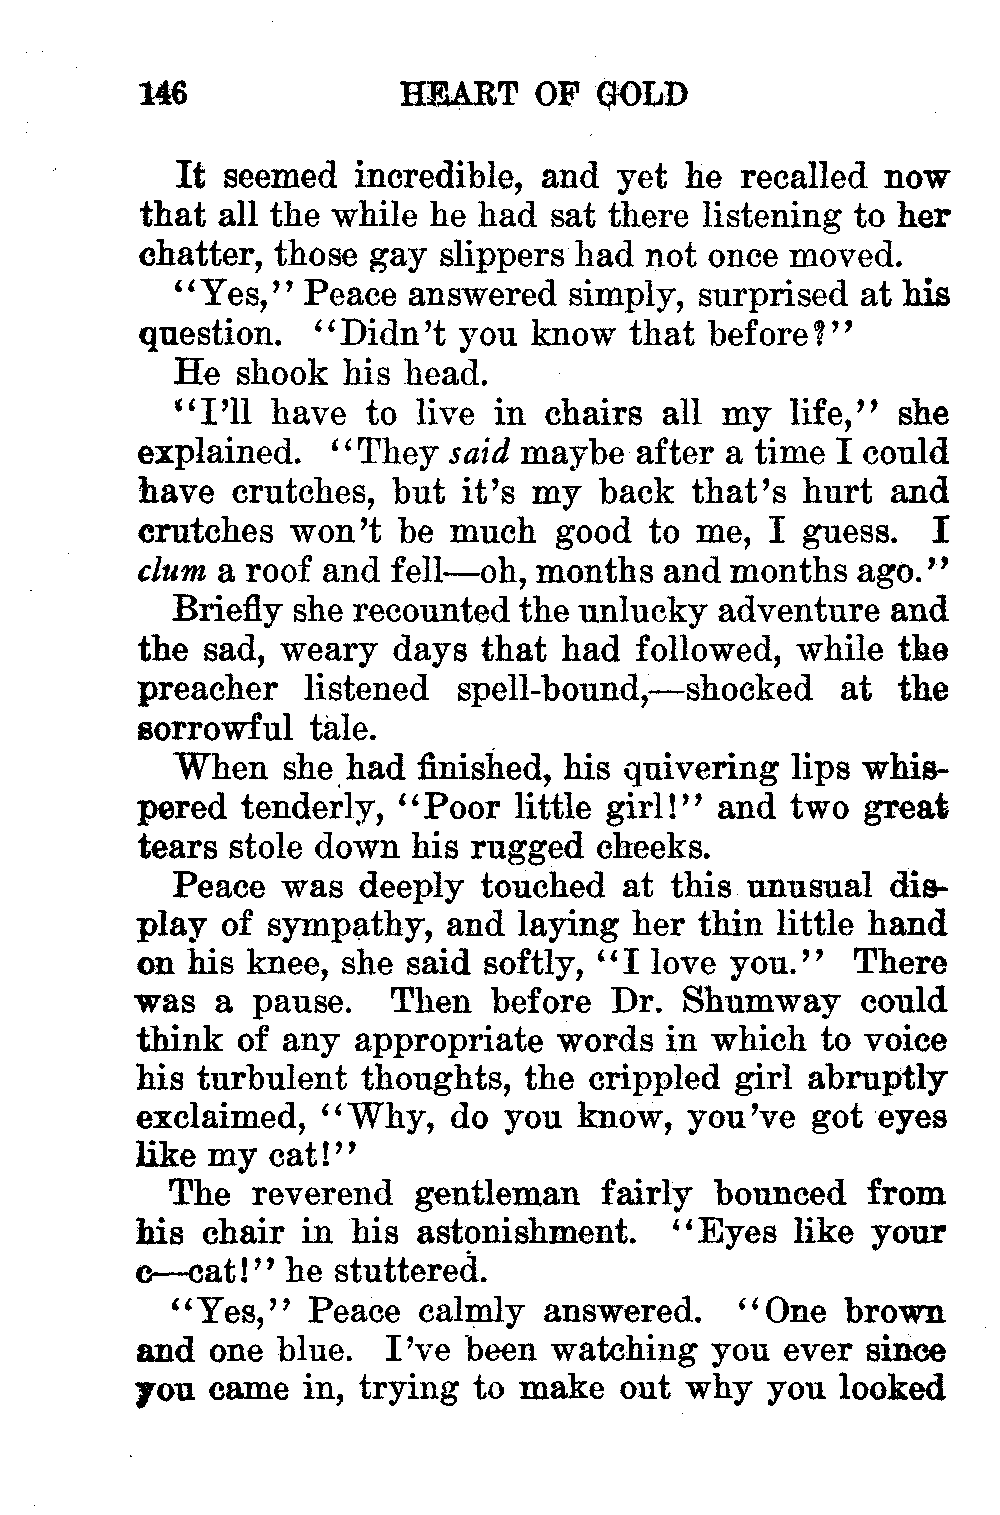 146 HEART OF GOLD
It seemed incredible, and yet he recalled now
that all the while he had sat there listening to her
chatter, those gay slippers had not once moved.
“Yes,” Peace answered simply, surprised at his
question. “Didn’t you know that before?”
He shook his head.
“I’ll have to live in chairs all my life,” she
explained. “They said maybe after a time I could
have crutches, but it’s my back that’s hurt and
crutches won’t be much good to me, I guess. I
clum a roof and fell—oh, months and months ago.”
Briefly she recounted the unlucky adventure and
the sad, weary days that had followed, while the
preacher listened spell-bound,—shocked at the
sorrowful tale.
When she had finished, his quivering lips whis-
pered tenderly, “Poor little girl!” and two great
tears stole down his rugged cheeks.
Peace was deeply touched at this unusual dis-
play of sympathy, and laying her thin little hand
on his knee, she said softly, “I love you.” There
was a pause. Then before Dr. Shumway could
think of any appropriate words in which to voice
his turbulent thoughts, the crippled girl abruptly
exclaimed, “Why, do you know, you’ve got eyes
like my cat!”
The reverend gentleman fairly bounced from
his chair in his astonishment. “Eyes like your
c—cat!” he stuttered.
“Yes,” Peace calmly answered. “One brown
and one blue. I’ve been watching you ever since
you came in, trying to make out why you looked